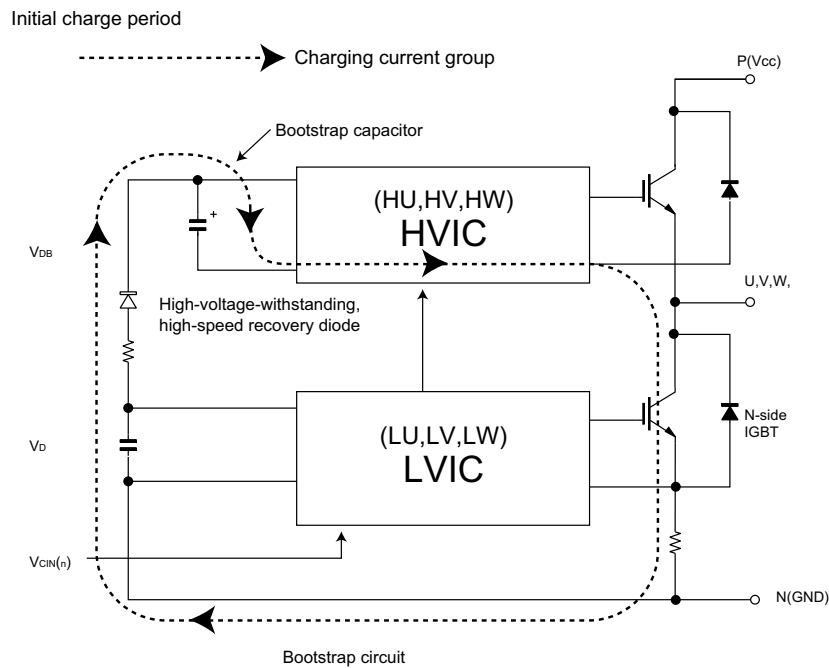 Initial charge period
Charging current group
P(Vcc)
Bootstrap capacitor
(HU,HV,HW)
HVIC
+
VDB
U,V,W,
High-voltage-withstanding,
high-speed recovery diode
N-side
IGBT
(LU,LV,LW)
LVIC
VD
VCIN(n)
N(GND)
Bootstrap circuit